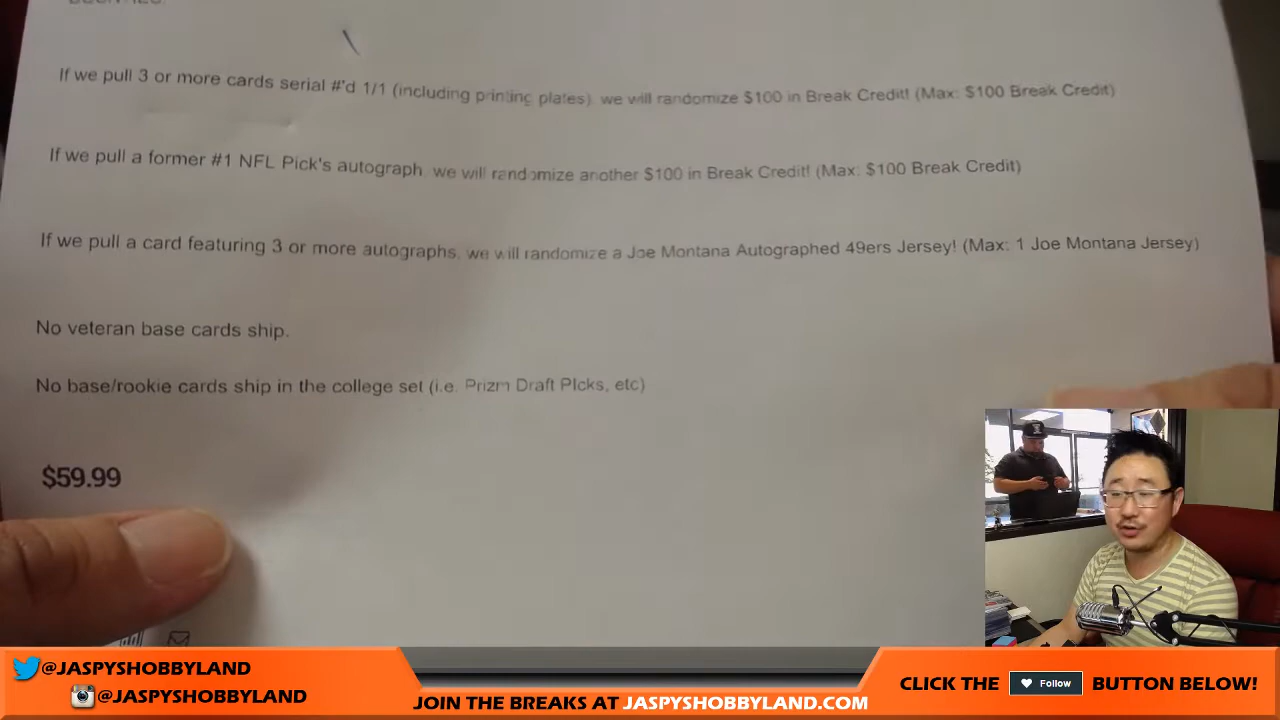 If we pull 3 or more cards serial #'d 1/1 (including printing plates), we will randomize $100 in Break Credit! (Max: $100 Break Credit)
If we pull a former #1 NFL Pick's autograph, we will randomize another $100 in Break Credit! (Max: $100 Break Credit)
If we pull a card featuring 3 or more autographs, we will randomize a Joe Montana Autographed 49ers Jersey! (Max: 1 Joe Montana Jersey)
No veteran base cards ship.
No base/rookie cards ship in the college set (i.e. Prizm Draft PIcks, etc)
$59.99
@JASPYSHOBBYLAND
@JASPYSHOBBYLAND
JOIN THE BREAKS AT JASPYSHOBBYLAND.COM
CLICK THE Follow BUTTON BELOW!